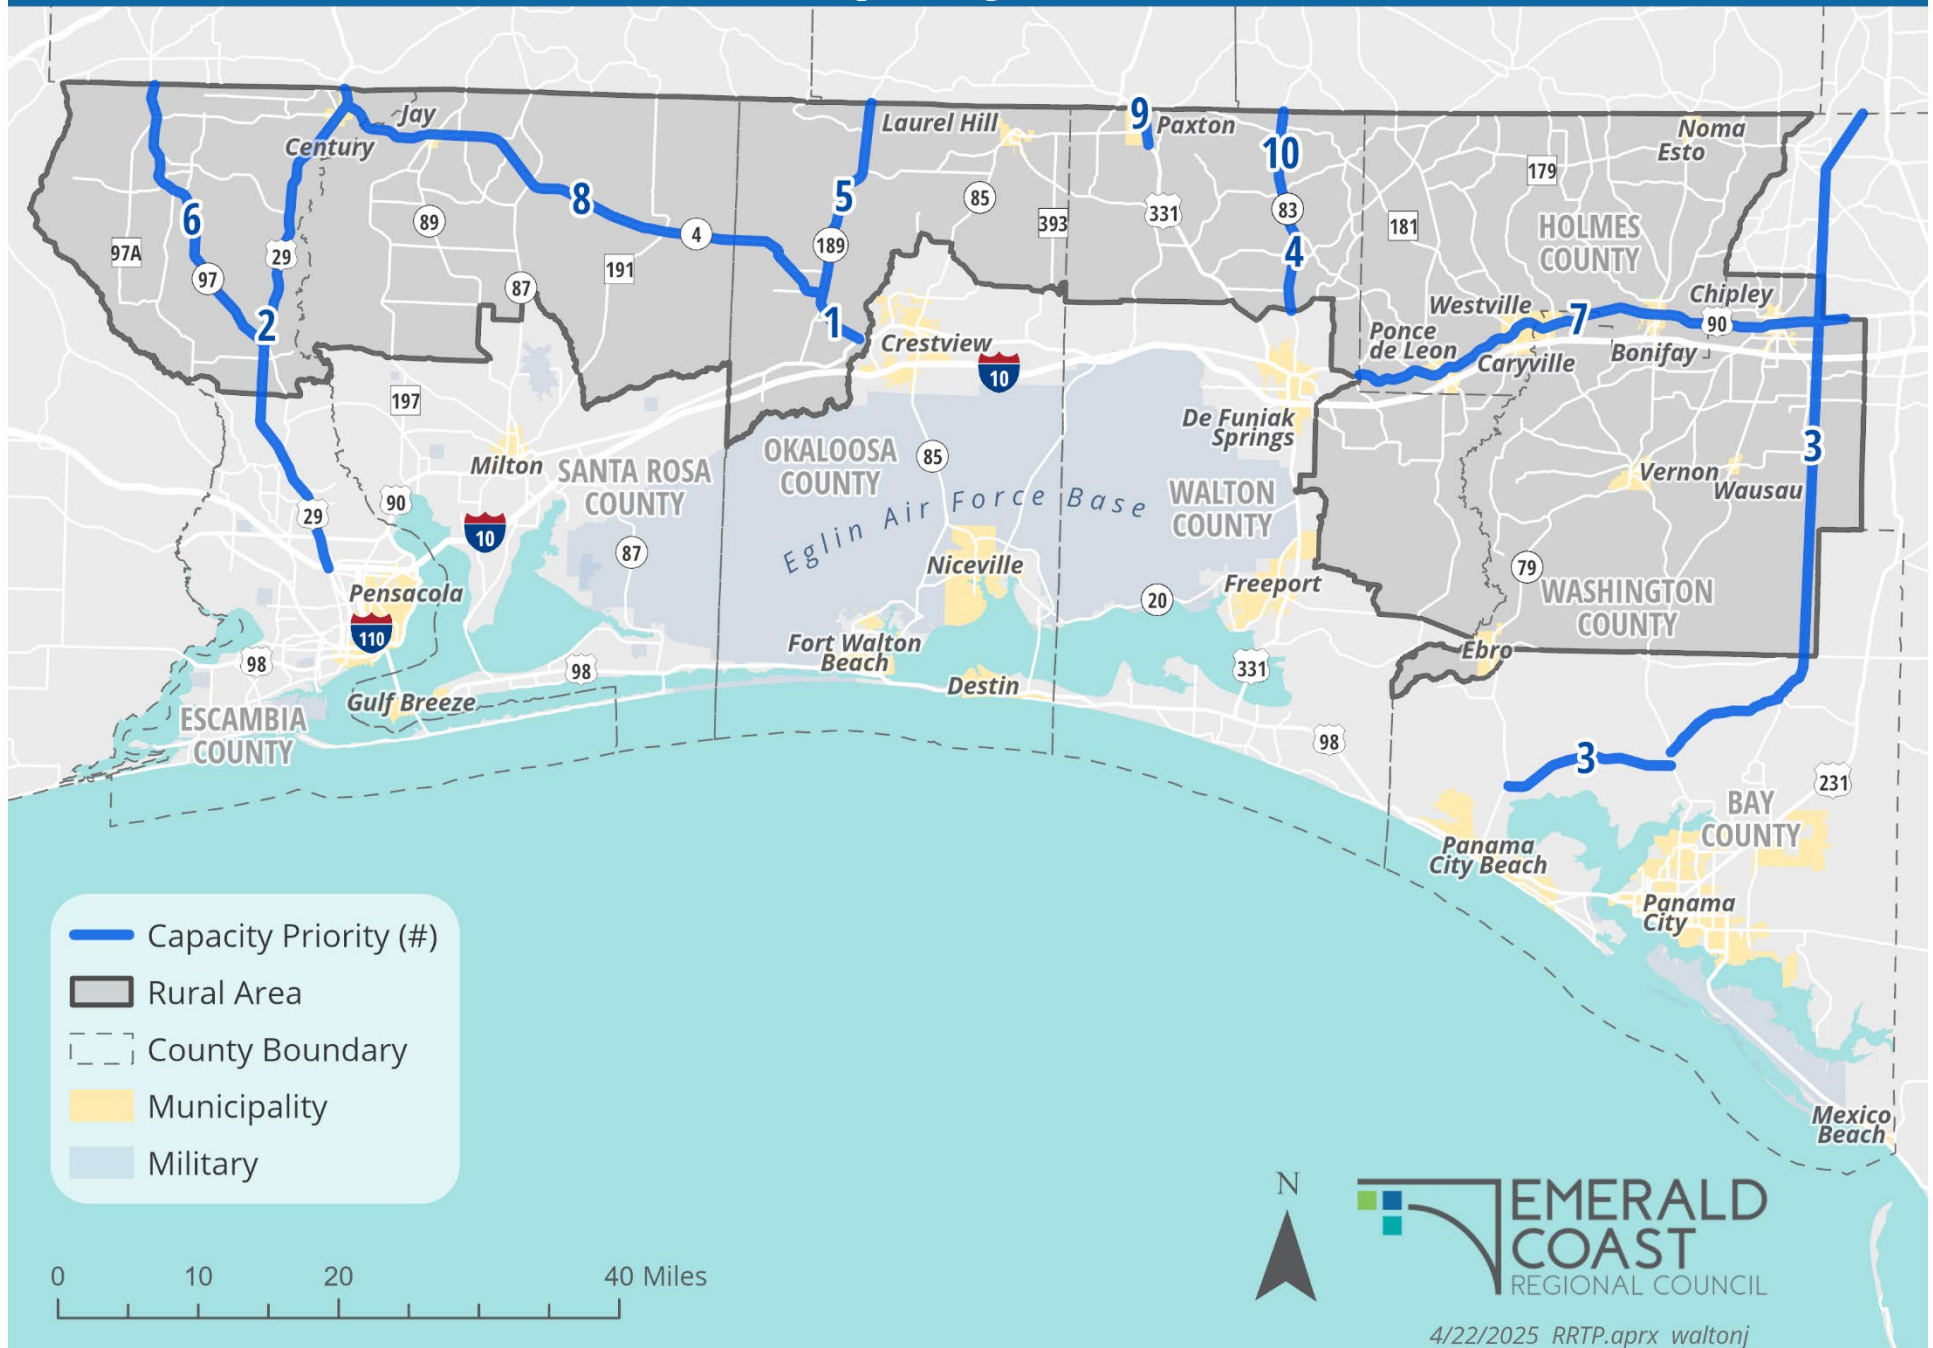 Jay
Century
Laurel Hill
9
Paxton
10
Noma
Esto
6
8
5
85
393
331
83
4
181
179
HOLMES
COUNTY
97A
97
29
89
4
189
191
87
2
1
Crestview
10
Westville
Ponce
de Leon
7
Caryville
Bonifay
90
Chipley
197
Milton
SANTA ROSA
COUNTY
OKALOOSA
COUNTY
85
De Funiak
Springs
Vernon
Wausau
3
29
90
10
87
Eglin Air Force Base
WALTON
COUNTY
Niceville
Freeport
20
79
WASHINGTON
COUNTY
Pensacola
110
98
98
Fort Walton
Beach
Destin
331
Ebro
Gulf Breeze
ESCAMBIA
COUNTY
98
3
231
BAY
COUNTY
Panama
City Beach
Panama
City
Mexico
Beach
Capacity Priority (#)
Rural Area
County Boundary
Municipality
Military
0 10 20 40 Miles
N
EMERALD
COAST
REGIONAL COUNCIL
4/22/2025 RRTP.aprx waltonj